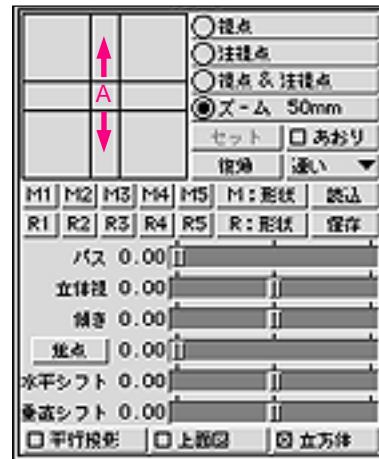 A
視点
注視点
視点 & 注視点
ズーム 50mm
セット
あおり
復帰
速い
M1 M2 M3 M4 M5 M:形状 読込
R1 R2 R3 R4 R5 R:形状 保存
パス 0.00
立体視 0.00
傾き 0.00
焦点 0.00
水平シフト 0.00
垂直シフト 0.00
平行投影
上面図
立方体